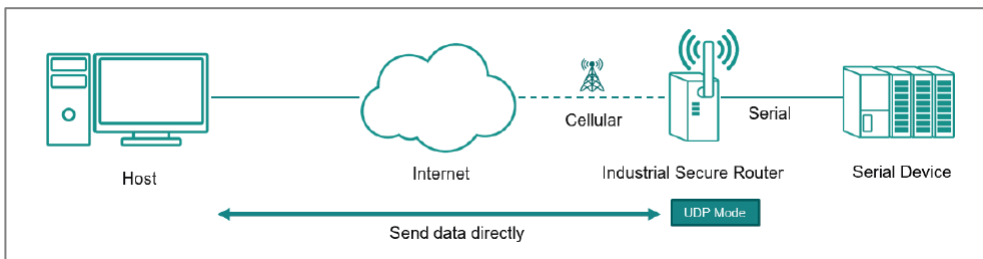 Cellular
Serial
Host
Internet
Industrial Secure Router
Serial Device
UDP Mode
Send data directly